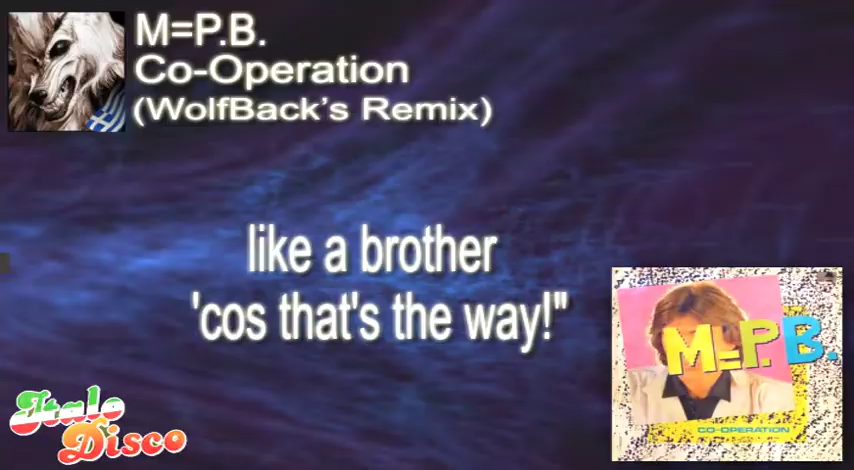 M=P.B.
Co-Operation
(WolfBack's Remix)
like a brother
'cos that's the way!"
M=P.B.
CO-OPERATION
Italo
Disco